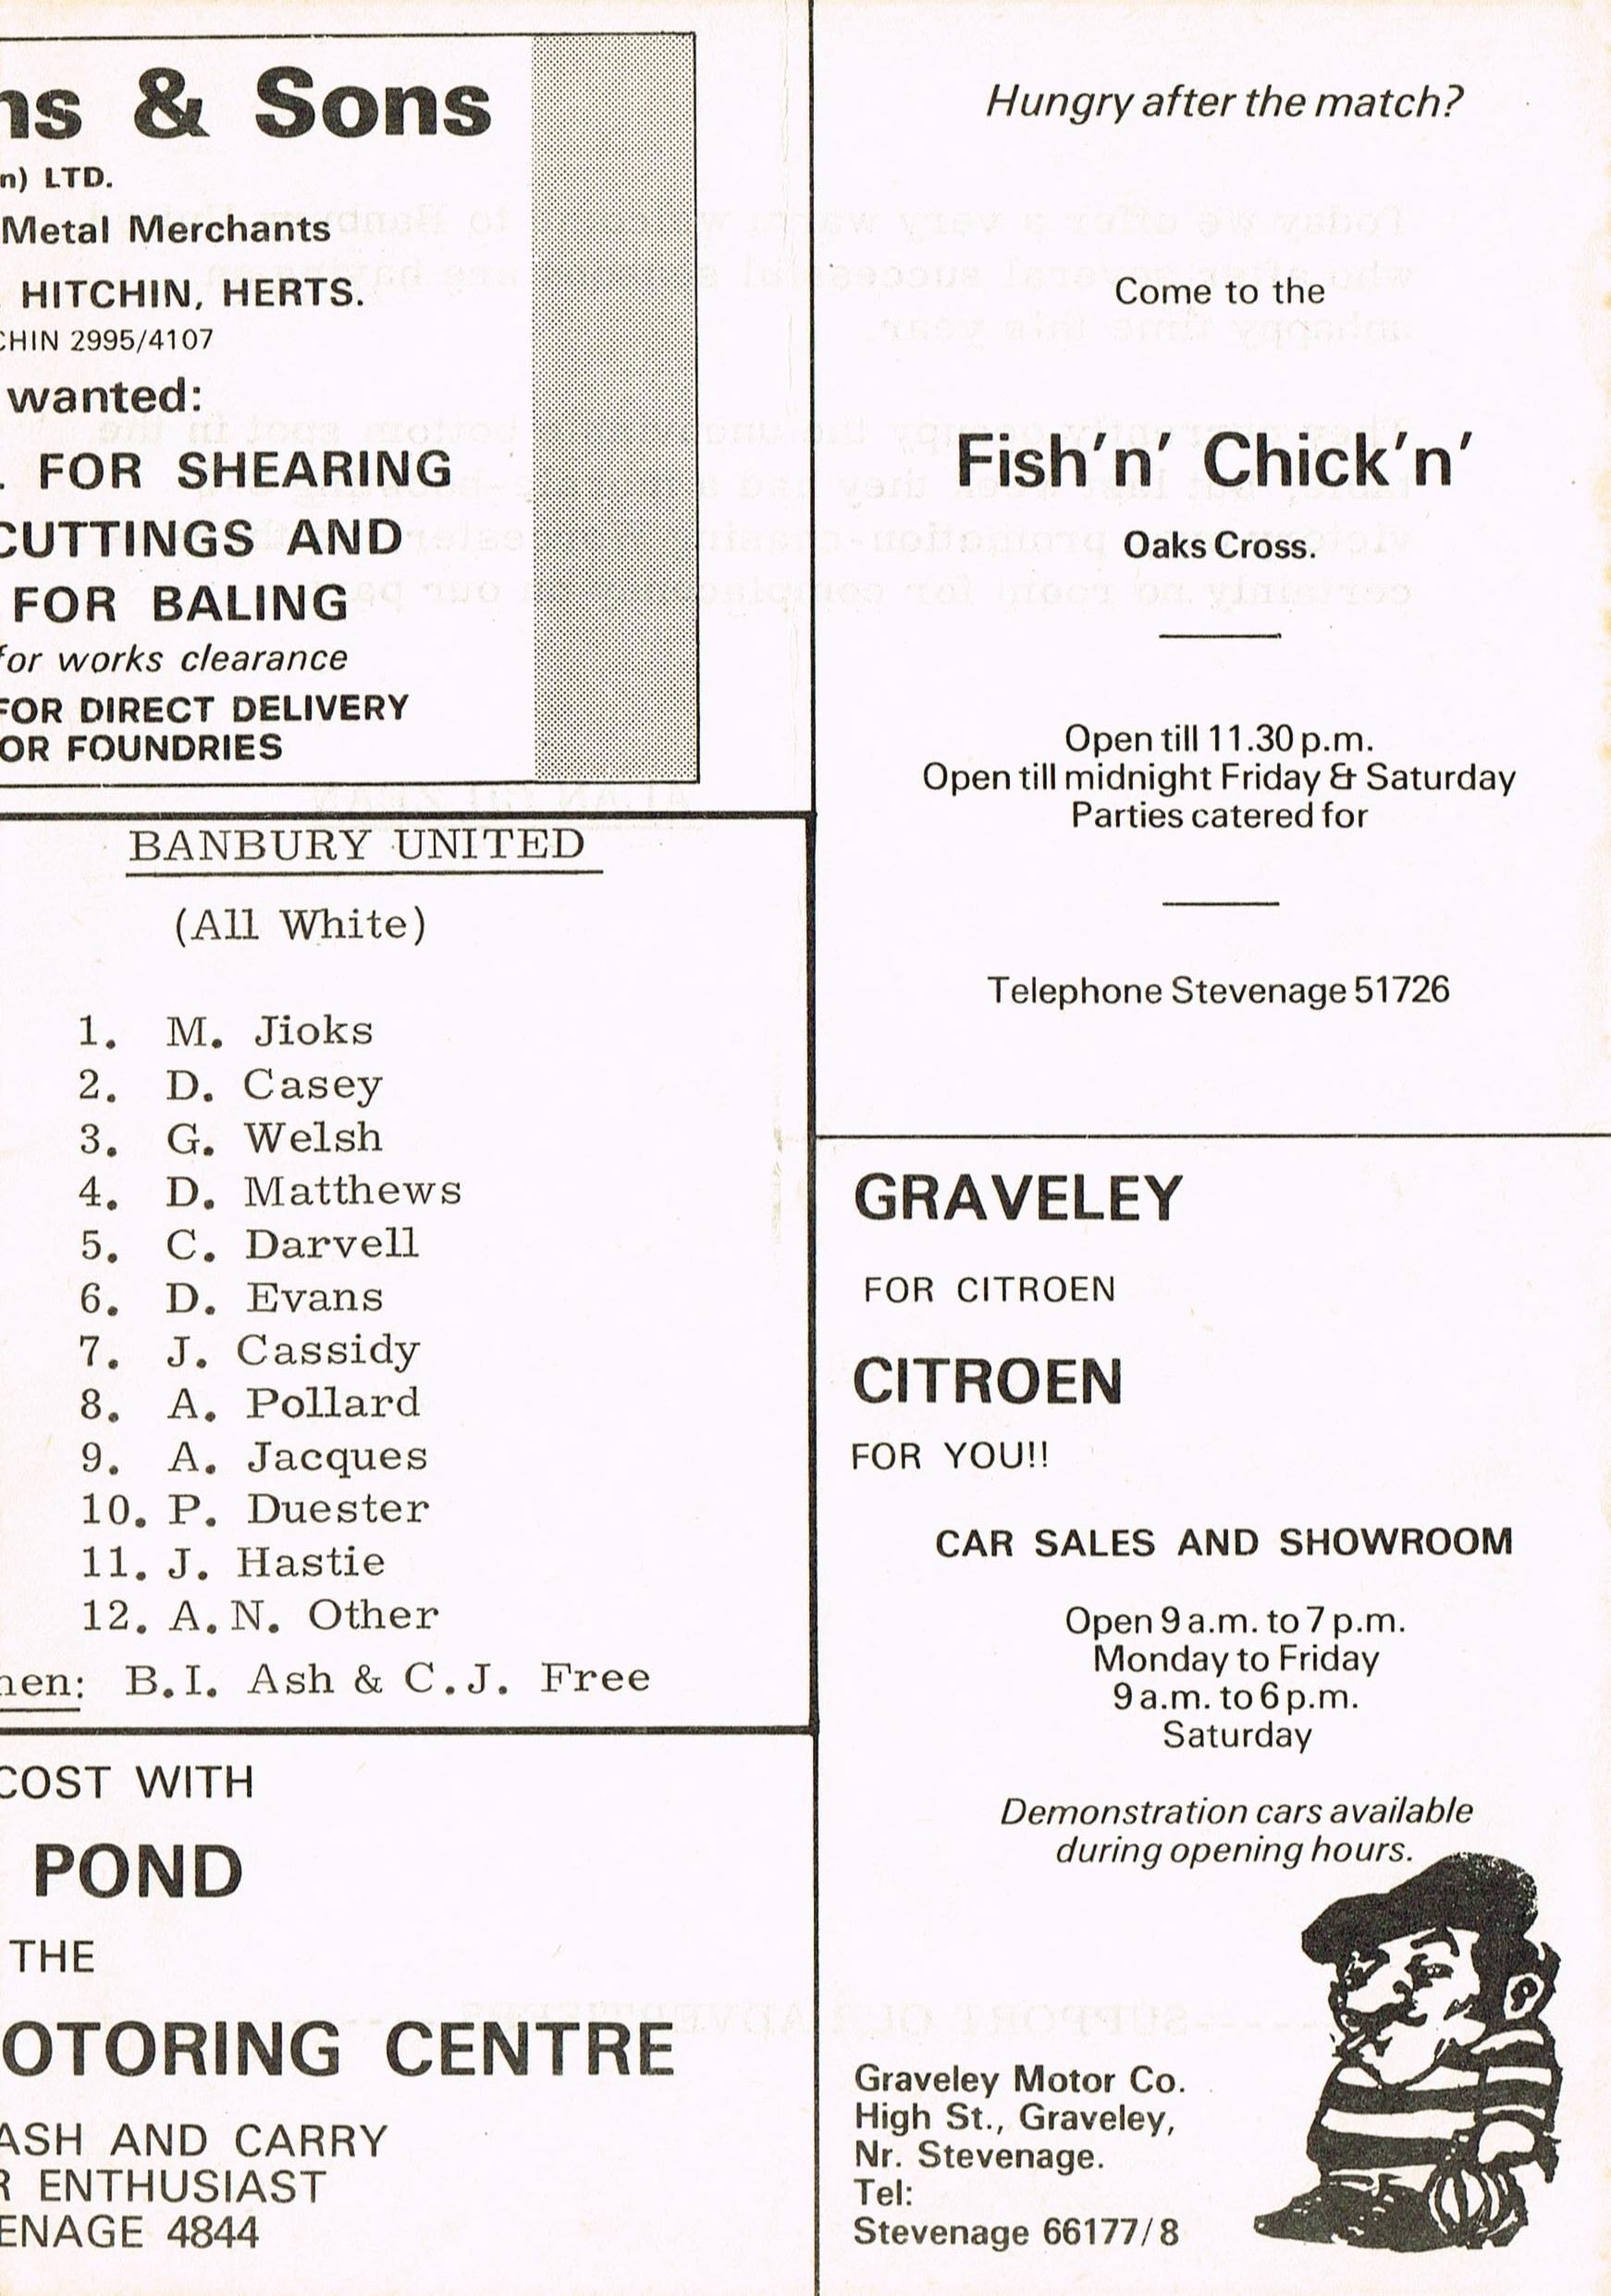 ns & Sons
n) LTD.
Metal Merchants
HITCHIN, HERTS.
CHIN 2995/4107
wanted:
FOR SHEARING
CUTTINGS AND
FOR BALING
for works clearance
FOR DIRECT DELIVERY
OR FOUNDRIES
BANBURY UNITED
(All White)
1. M. Jioks
2. D. Casey
3. G. Welsh
4. D. Matthews
5. C. Darvell
6. D. Evans
7. J. Cassidy
8. A. Pollard
9. A. Jacques
10. P. Duester
11. J. Hastie
12. A.N. Other
men: B.I. Ash & C.J. Free
COST WITH
POND
THE
OTORING CENTRE
ASH AND CARRY
R ENTHUSIAST
ENAGE 4844
Hungry after the match?
Come to the
Fish'n' Chick'n'
Oaks Cross.
Open till 11.30 p.m.
Open till midnight Friday & Saturday
Parties catered for
Telephone Stevenage 51726
GRAVELEY
FOR CITROEN
CITROEN
FOR YOU!!
CAR SALES AND SHOWROOM
Open 9 a.m. to 7 p.m.
Monday to Friday
9 a.m. to 6 p.m.
Saturday
Demonstration cars available
during opening hours.
Graveley Motor Co.
High St., Graveley,
Nr. Stevenage.
Tel:
Stevenage 66177/8